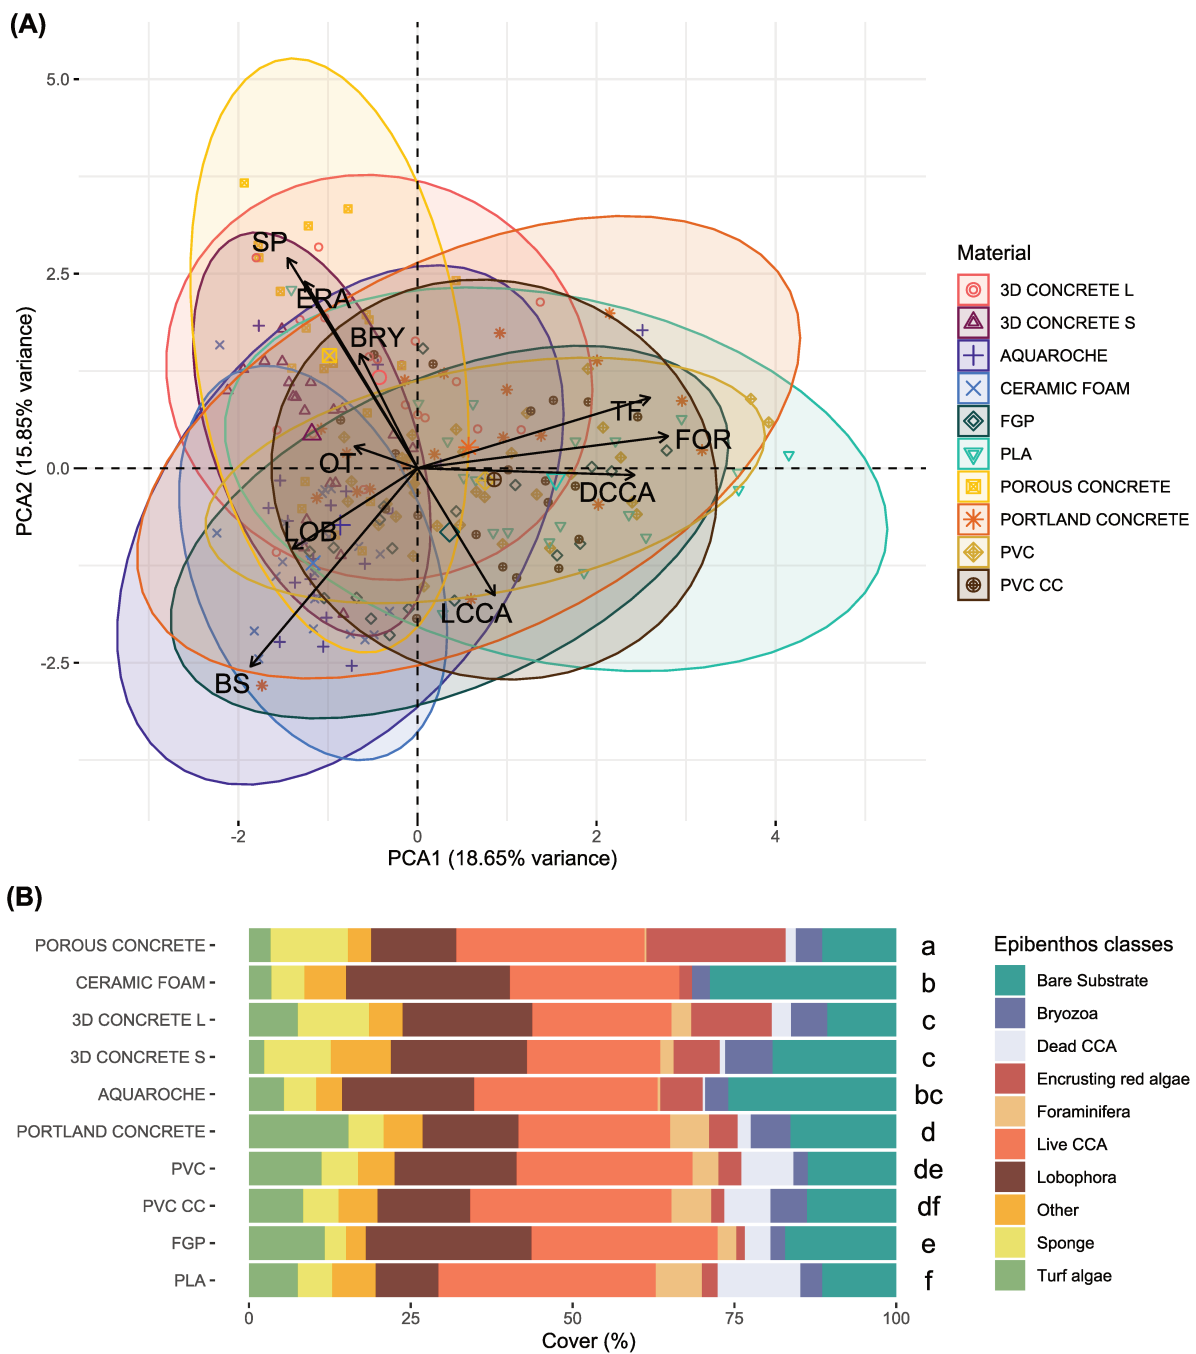 (A)
5.0
2.5
0.0
-2.5
PCA2 (15.85% variance)
SP
ERA
BRY
TF
FOR
OT
DCCA
LOB
LCCA
BS
-2
0
2
4
PCA1 (18.65% variance)
Material
3D CONCRETE L
3D CONCRETE S
AQUAROCHE
CERAMIC FOAM
FGP
PLA
POROUS CONCRETE
PORTLAND CONCRETE
PVC
PVC CC
(B)
POROUS CONCRETE a
CERAMIC FOAM b
3D CONCRETE L c
3D CONCRETE S c
AQUAROCHE bc
PORTLAND CONCRETE d
PVC de
PVC CC df
FGP e
PLA f
0 25 50 75 100
Cover (%)
Epibenthos classes
Bare Substrate
Bryozoa
Dead CCA
Encrusting red algae
Foraminifera
Live CCA
Lobophora
Other
Sponge
Turf algae